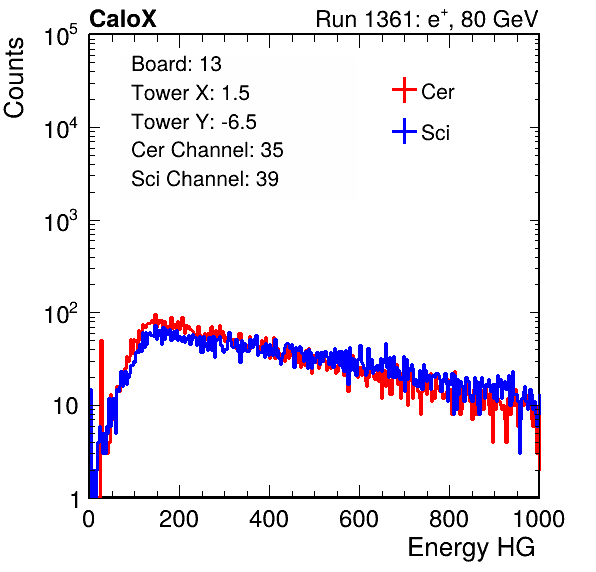 CaloX Run 1361: e+, 80 GeV
Counts
Board: 13
Tower X: 1.5
Tower Y: -6.5
Cer Channel: 35
Sci Channel: 39
Cer
Sci
10^5
10^4
10^3
10^2
10
1
0 200 400 600 800 1000
Energy HG